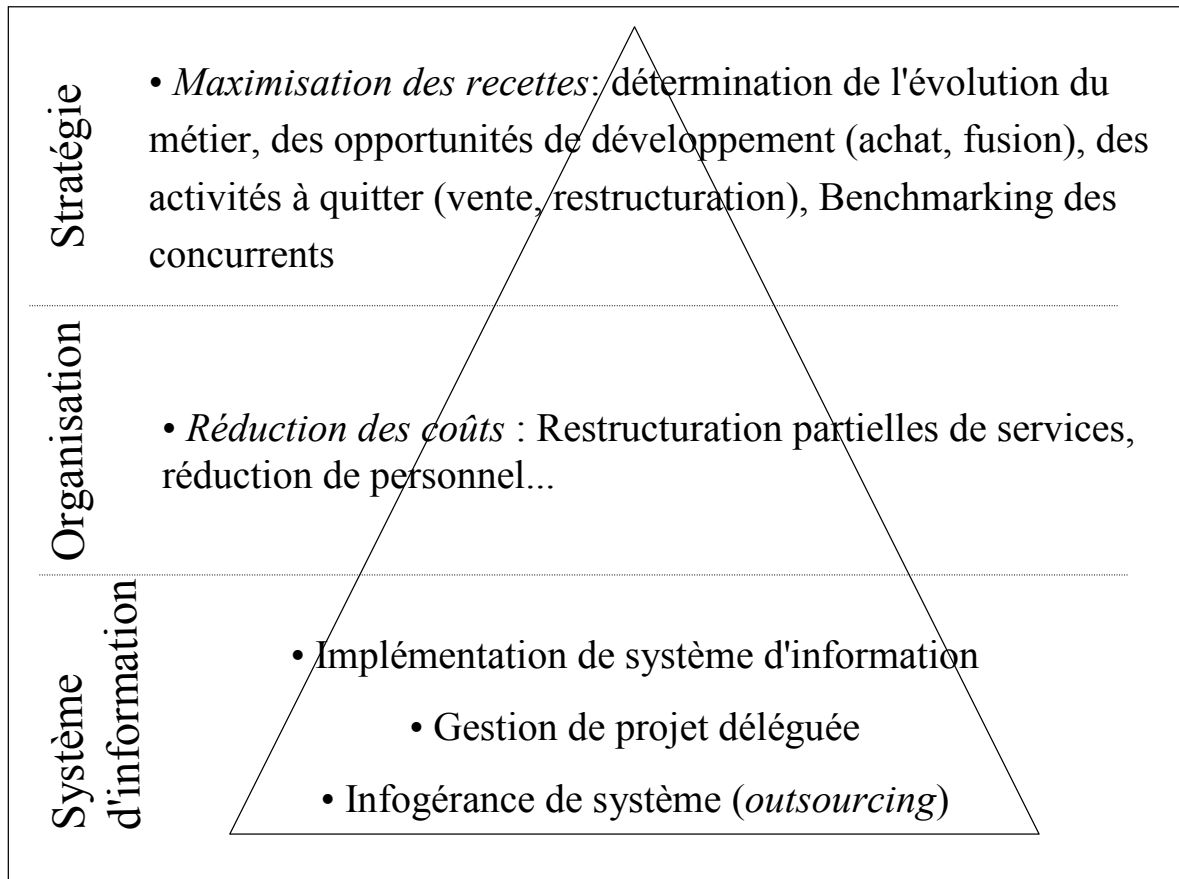 Stratégie
• Maximisation des recettes: détermination de l'évolution du
métier, des opportunités de développement (achat, fusion), des
activités à quitter (vente, restructuration), Benchmarking des
concurrents
Organisation
• Réduction des coûts : Restructuration partielles de services,
réduction de personnel...
Système
d'information
• Implémentation de système d'information
• Gestion de projet déléguée
• Infogérance de système (outsourcing)